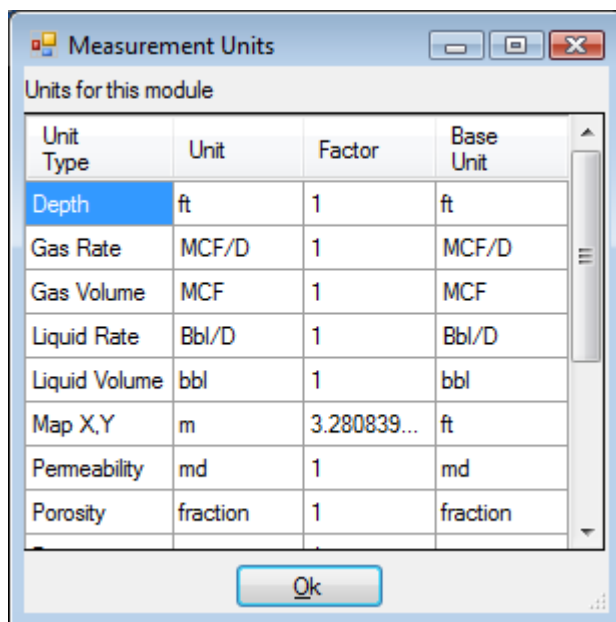 Measurement Units
Units for this module
Unit Type Unit Factor Base Unit
Depth ft 1 ft
Gas Rate MCF/D 1 MCF/D
Gas Volume MCF 1 MCF
Liquid Rate Bbl/D 1 Bbl/D
Liquid Volume bbl 1 bbl
Map X,Y m 3.280839... ft
Permeability md 1 md
Porosity fraction 1 fraction
Ok